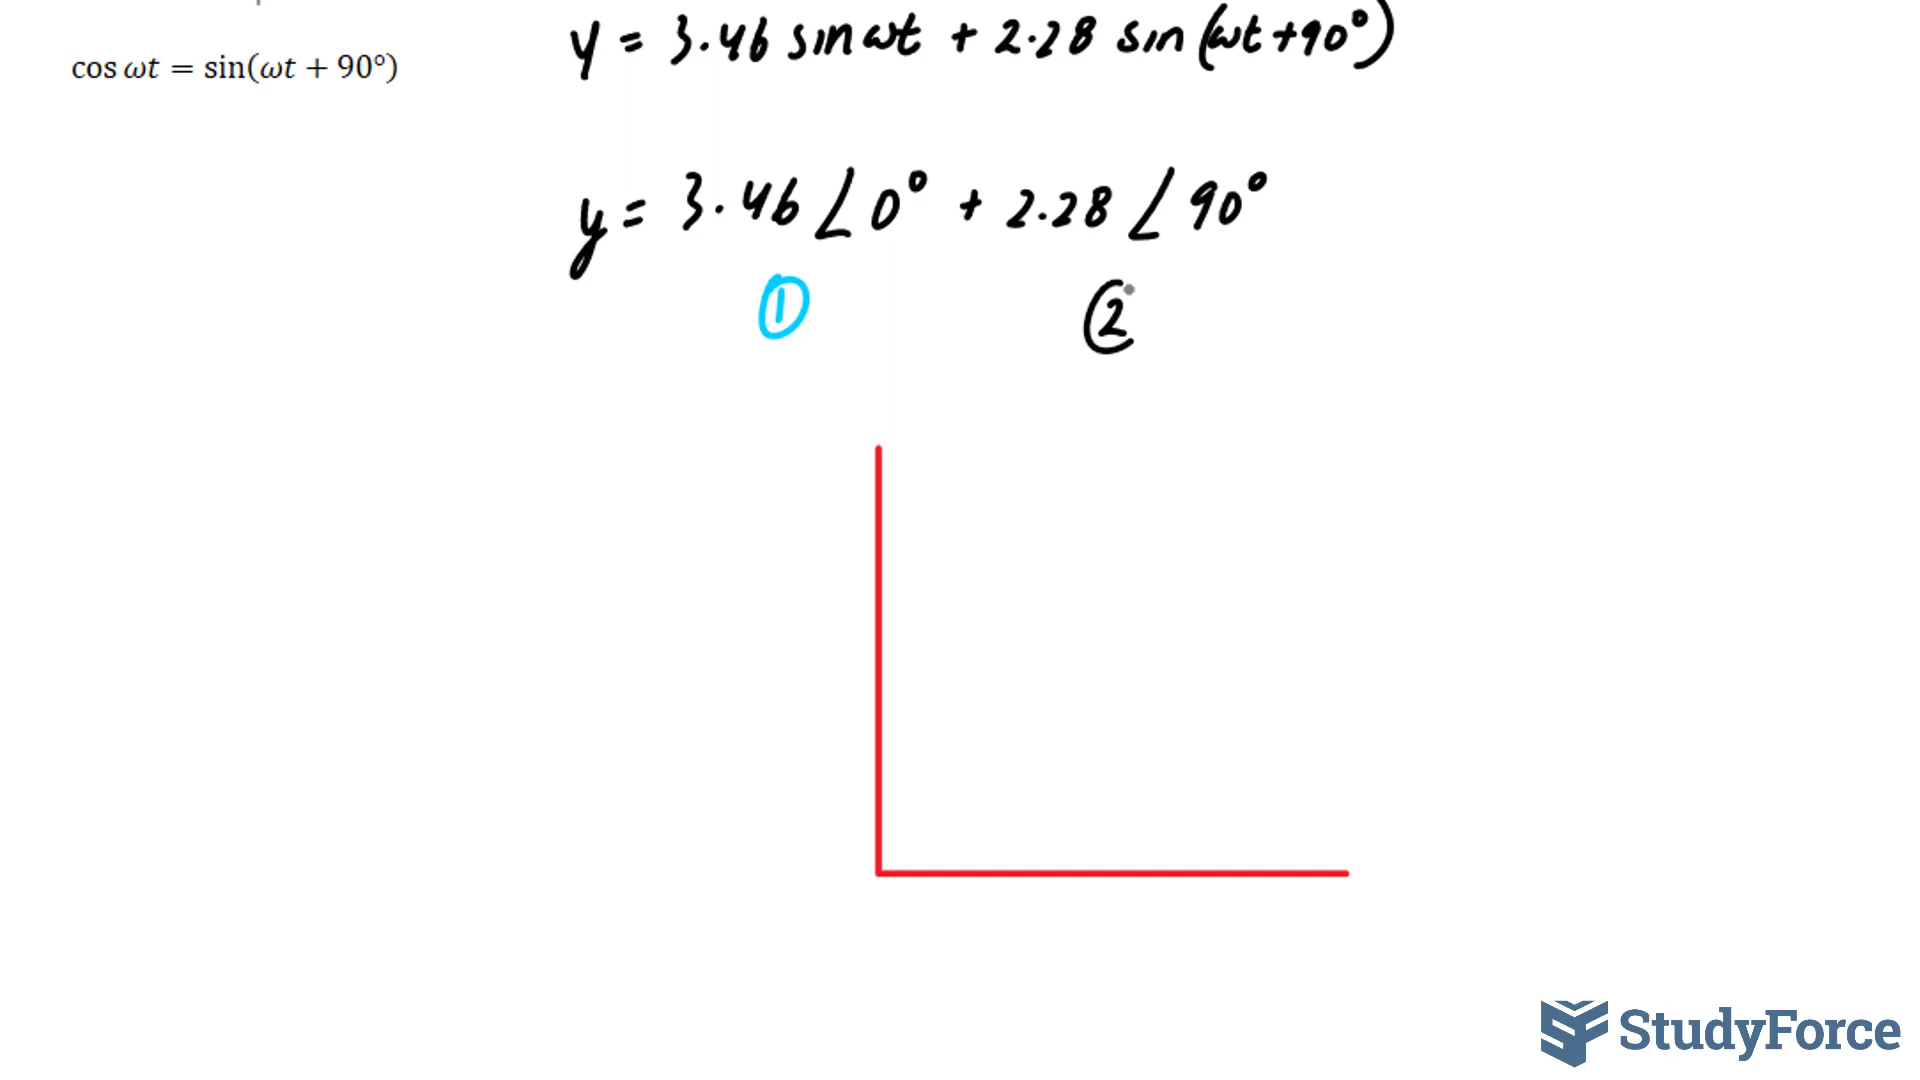 y = 3.46 sin ωt + 2.28 sin (ωt + 90°)
cos ωt = sin(ωt + 90°)
y = 3.46 ∠0° + 2.28 ∠90°
① ②
StudyForce